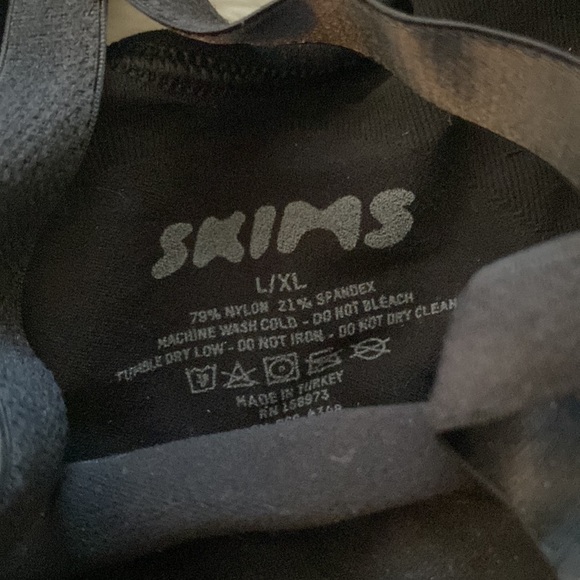 SKIMS
L/XL
79% NYLON 21% SPANDEX
MACHINE WASH COLD - DO NOT BLEACH
TUMBLE DRY LOW - DO NOT IRON - DO NOT DRY CLEAN
MADE IN TURKEY
RN 158973